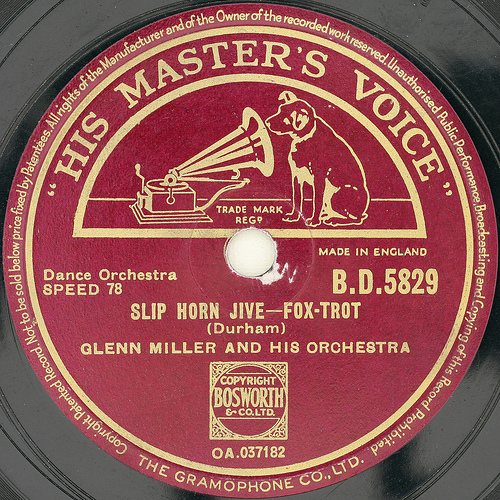 "HIS MASTER'S VOICE"
TRADE MARK
REGD
MADE IN ENGLAND
Dance Orchestra
SPEED 78
B.D.5829
SLIP HORN JIVE—FOX-TROT
(Durham)
GLENN MILLER AND HIS ORCHESTRA
COPYRIGHT
BOSWORTH
& CO. LTD.
OA.037182
Copyright Patented Record. Not to be sold below price fixed by Patentees. All rights of the Manufacturer and of the Owner of the recorded work reserved. Unauthorised Public Performance, Broadcasting and Copying of this Record Prohibited.
THE GRAMOPHONE CO., LTD.